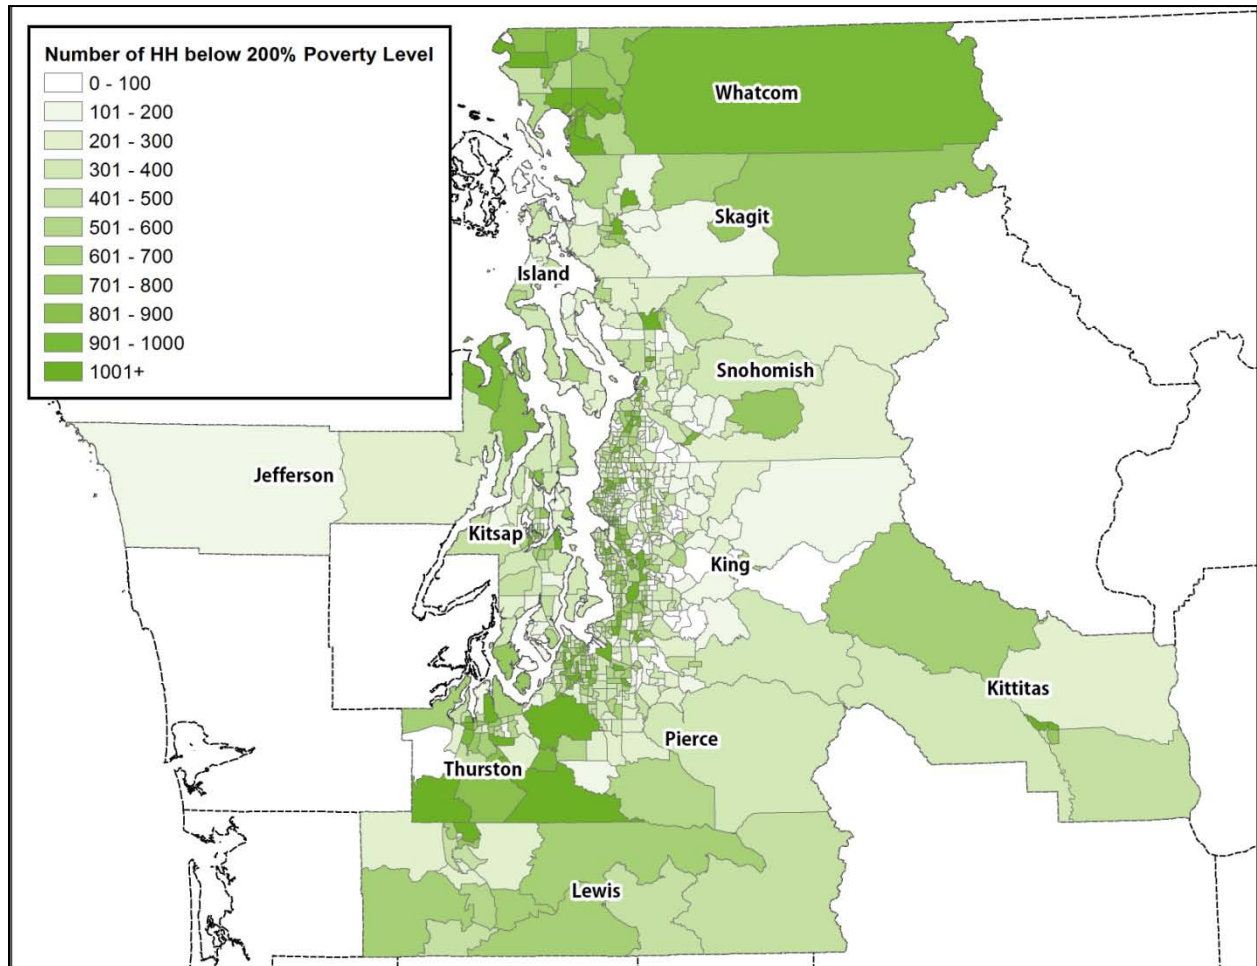 Number of HH below 200% Poverty Level
0 - 100
101 - 200
201 - 300
301 - 400
401 - 500
501 - 600
601 - 700
701 - 800
801 - 900
901 - 1000
1001+
Whatcom
Skagit
Island
Snohomish
Jefferson
Kitsap
King
Kittitas
Pierce
Thurston
Lewis